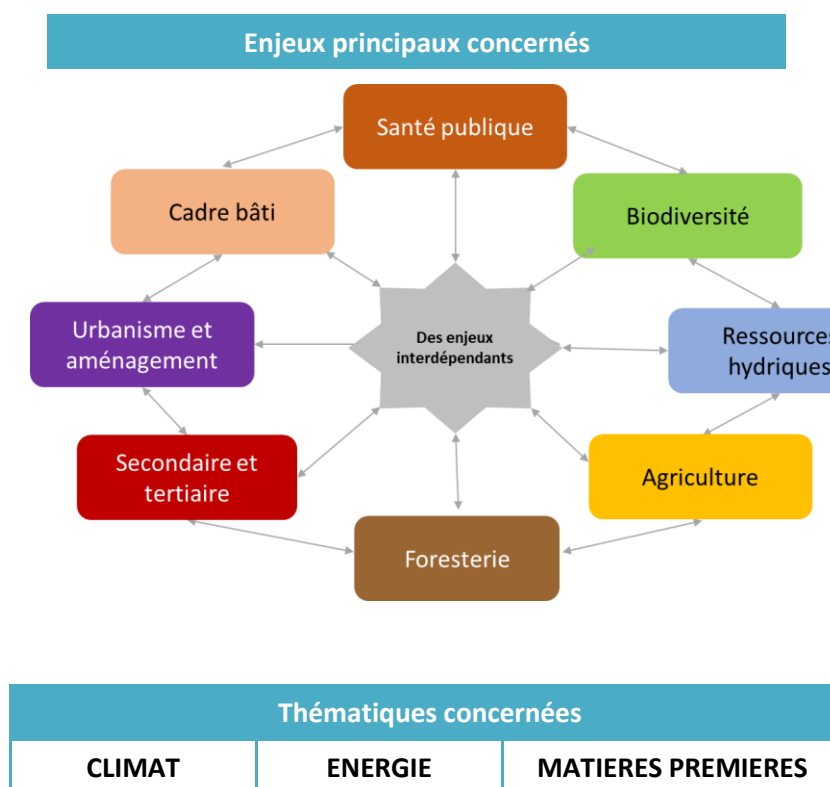 Enjeux principaux concernés
Santé publique
Cadre bâti
Biodiversité
Urbanisme et
aménagement
Des enjeux
interdépendants
Ressources
hydriques
Secondaire et
tertiaire
Agriculture
Foresterie
Thématiques concernées
CLIMAT
ENERGIE
MATIERES PREMIERES